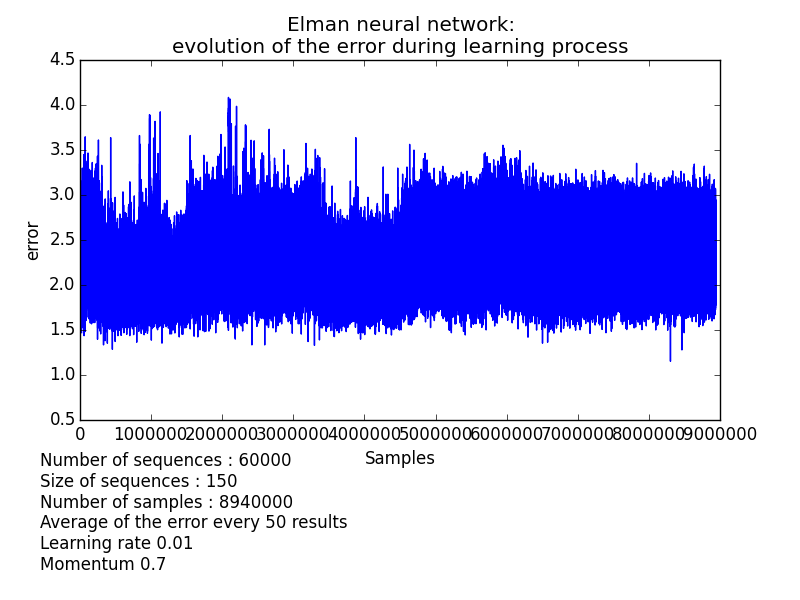 Elman neural network:
evolution of the error during learning process
4.5
4.0
3.5
3.0
2.5
2.0
1.5
1.0
0.5
error
0 1000000 2000000 3000000 4000000 5000000 6000000 7000000 8000000 9000000
Samples
Number of sequences : 60000
Size of sequences : 150
Number of samples : 8940000
Average of the error every 50 results
Learning rate 0.01
Momentum 0.7